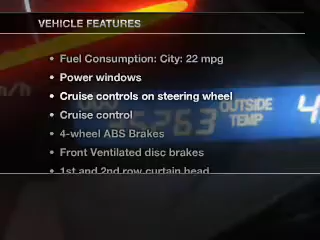 VEHICLE FEATURES
• Fuel Consumption: City: 22 mpg
• Power windows
• Cruise controls on steering wheel
• Cruise control
• 4-wheel ABS Brakes
• Front Ventilated disc brakes
• 1st and 2nd row curtain head
OUTSIDE
TEMP